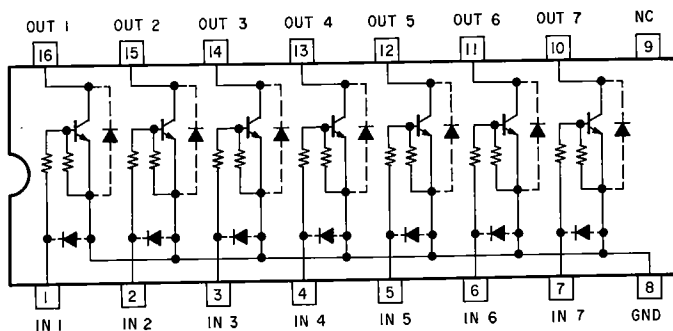 OUT 1 OUT 2 OUT 3 OUT 4 OUT 5 OUT 6 OUT 7 NC
16 15 14 13 12 11 10 9
1 2 3 4 5 6 7 8
IN 1 IN 2 IN 3 IN 4 IN 5 IN 6 IN 7 GND